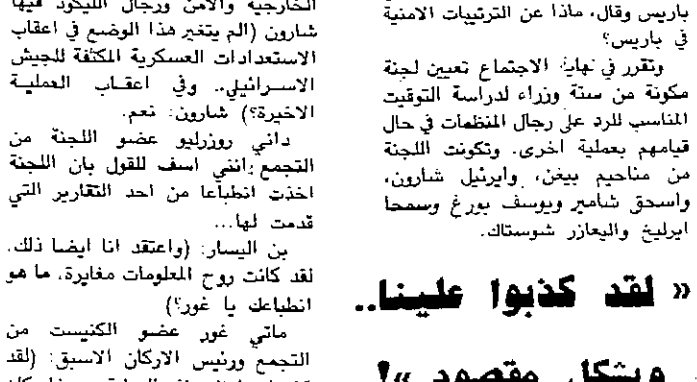 باريس وقال، ماذا عن الترتيبات الامنية
في باريس؟
وتقرر في نهاية الاجتماع تعيين لجنة
مكونة من ستة وزراء لدراسة التوقيت
المناسب للرد على رجال المنظمات في حال
قيامهم بعملية اخرى. وتكونت اللجنة
من مناحيم بيغن، وايرئيل شارون،
واسحق شامير ويوسف بورغ وسمحا
ايرليخ واليعازر شوستاك.
« لقد كذبوا علينا..
وبشكل مقصود »!
الخارجية والامن ورجال الليكود فيها
شارون (الم يتغير هذا الوضع في اعقاب
الاستعدادات العسكرية المكثفة للجيش
الاسرائيلي.. وفي اعقاب العملية
الاخيرة؟) شارون: نعم.
داني روزوليو عضو اللجنة من
التجمع: انني اسف للقول بان اللجنة
اخذت انطباعا من احد التقارير التي
قدمت لها...
بن اليسار: (واعتقد انا ايضا ذلك.
لقد كانت روح المعلومات مغايرة، ما هو
انطباعك يا غور؟)
ماتي غور عضو الكنيست من
التجمع ورئيس الاركان الاسبق: (لقد